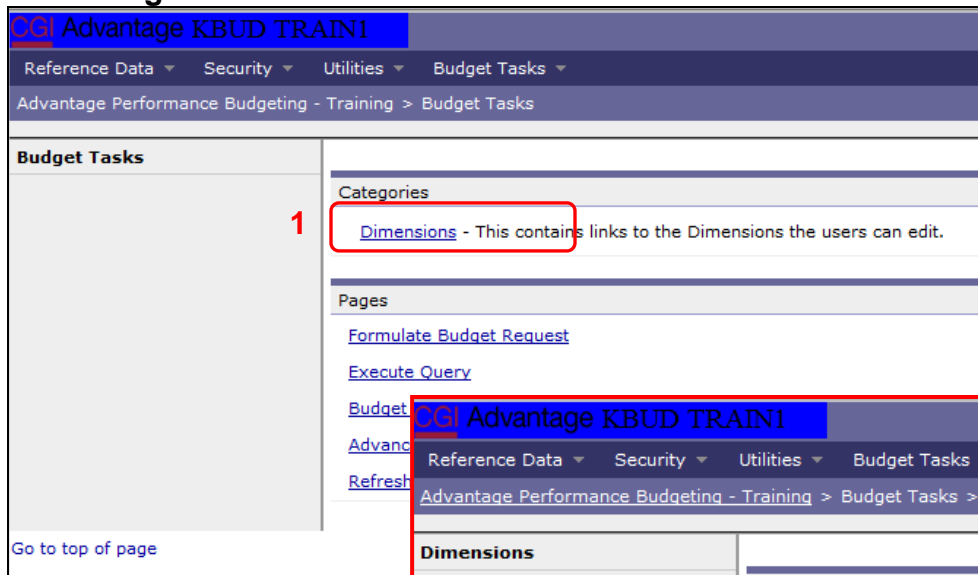 CGI Advantage KBUD TRAIN1
Reference Data Security Utilities Budget Tasks
Advantage Performance Budgeting - Training > Budget Tasks
Budget Tasks
Categories
1
Dimensions - This contains links to the Dimensions the users can edit.
Pages
Formulate Budget Request
Execute Query
Budget
Advanc
Refresh
Go to top of page
CGI Advantage KBUD TRAIN1
Reference Data Security Utilities Budget Tasks
Advantage Performance Budgeting - Training > Budget Tasks >
Dimensions